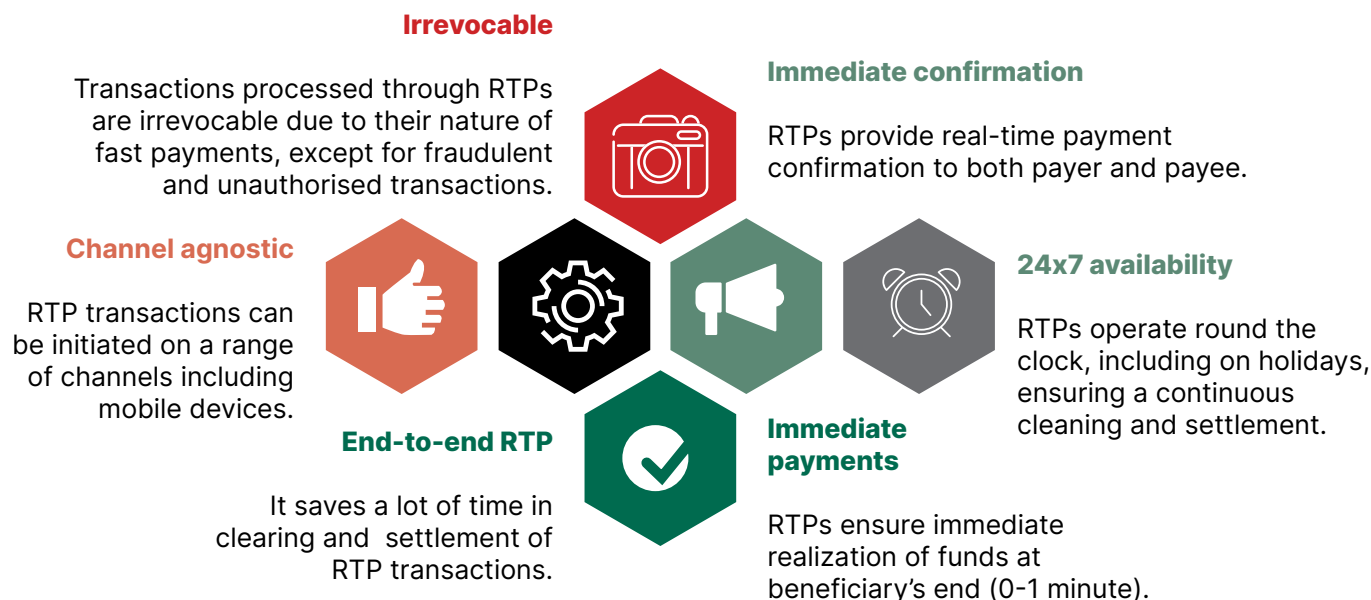 Irrevocable
Transactions processed through RTPs
are irrevocable due to their nature of
fast payments, except for fraudulent
and unauthorised transactions.
Immediate confirmation
RTPs provide real-time payment
confirmation to both payer and payee.
Channel agnostic
RTP transactions can
be initiated on a range
of channels including
mobile devices.
24x7 availability
RTPs operate round the
clock, including on holidays,
ensuring a continuous
cleaning and settlement.
End-to-end RTP
It saves a lot of time in
clearing and  settlement of
RTP transactions.
Immediate
payments
RTPs ensure immediate
realization of funds at
beneficiary’s end (0-1 minute).